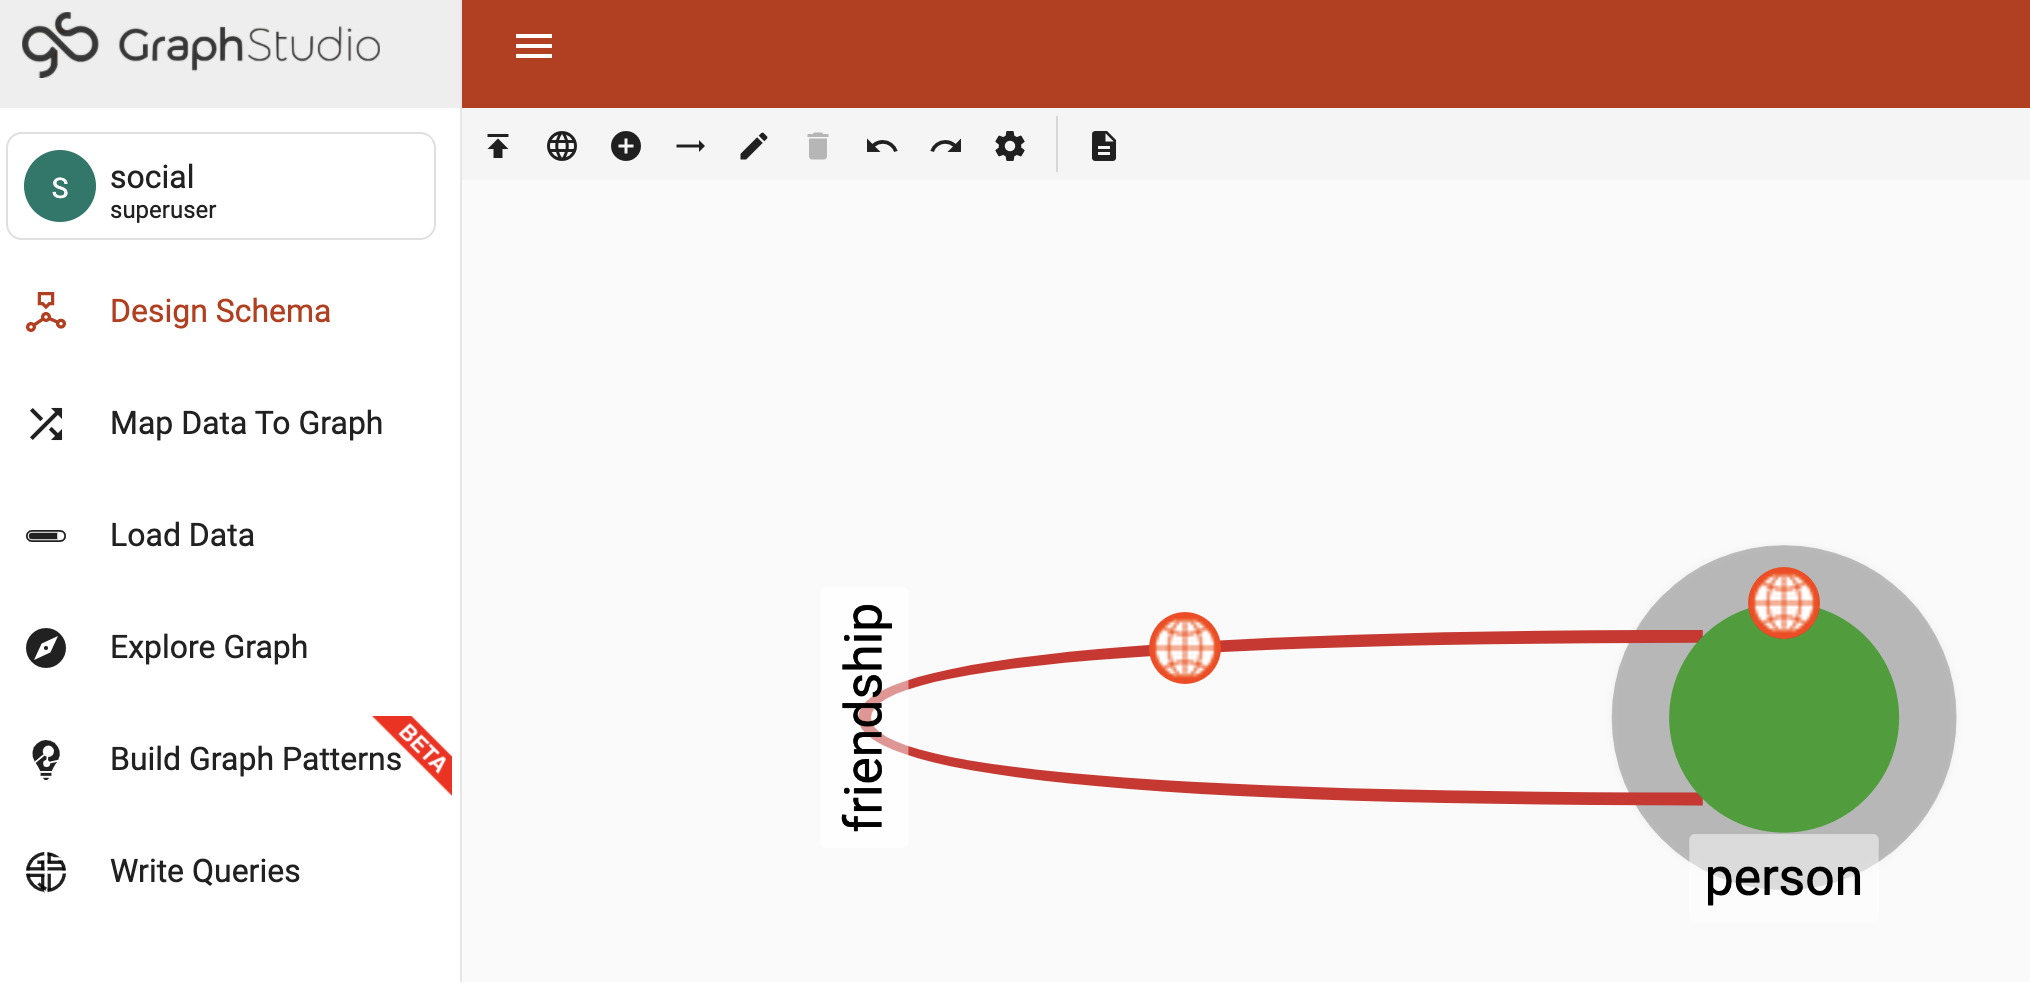 GraphStudio
S
social
superuser
Design Schema
Map Data To Graph
Load Data
Explore Graph
Build Graph Patterns
BETA
Write Queries
friendship
person